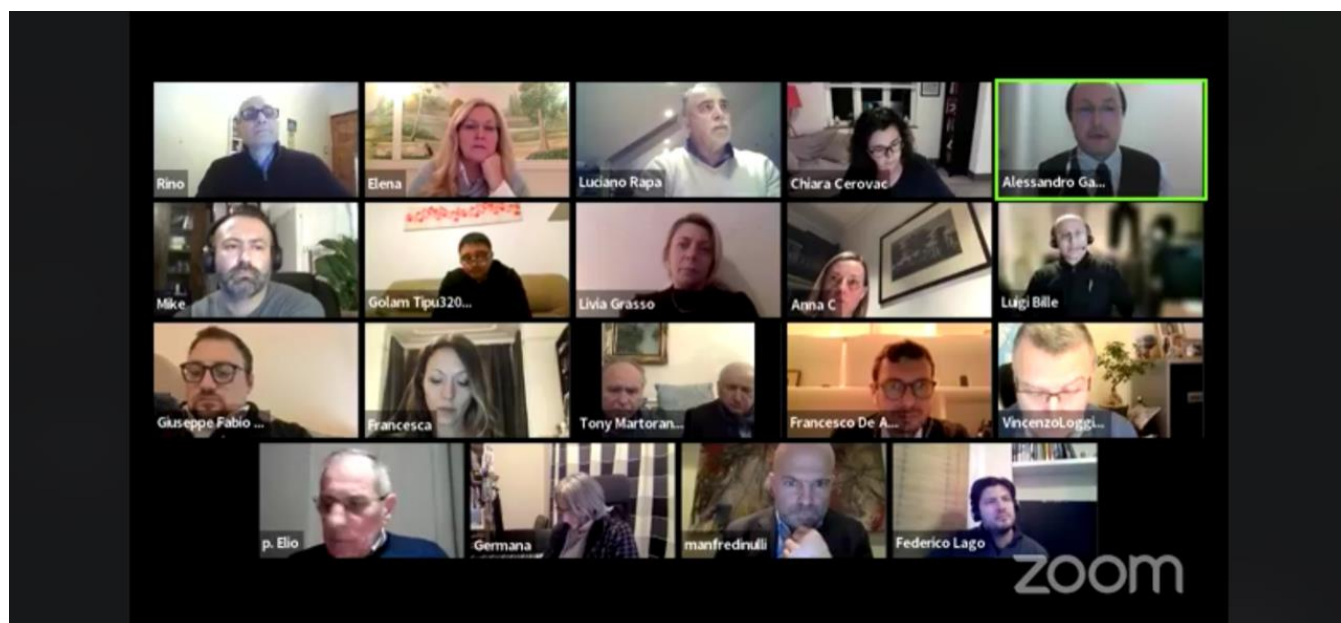 Rino
Elena
Luciano Rapa
Chiara Cerovac
Alessandro Ga...
Mike
Golam Tipu320...
Livia Grasso
Anna C
Luigi Bille
Giuseppe Fabio ...
Francesca
Tony Martoran...
Francesco De A...
VincenzoLoggi...
p. Elio
Germana
manfredinulli
Federico Lago
zoom